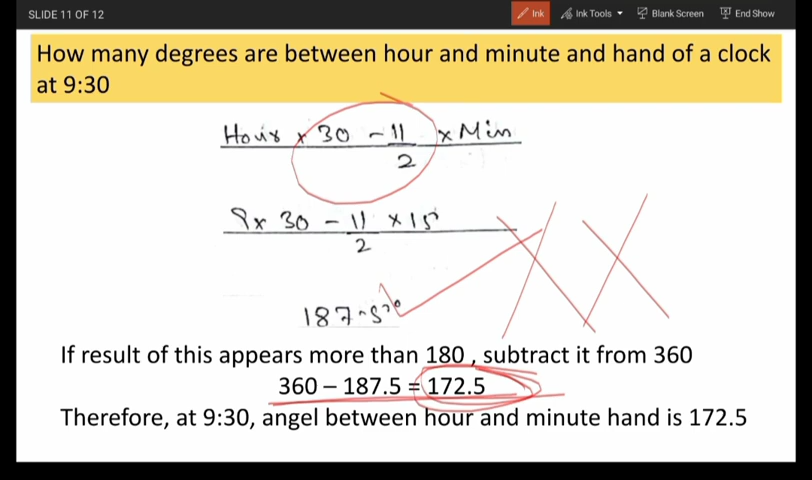 SLIDE 11 OF 12
Ink Ink Tools Blank Screen End Show
How many degrees are between hour and minute and hand of a clock
at 9:30
Hour × 30 - 11 × Min
2
9 × 30 - 11 × 15
2
187.5
If result of this appears more than 180 , subtract it from 360
360 – 187.5 = 172.5
Therefore, at 9:30, angel between hour and minute hand is 172.5